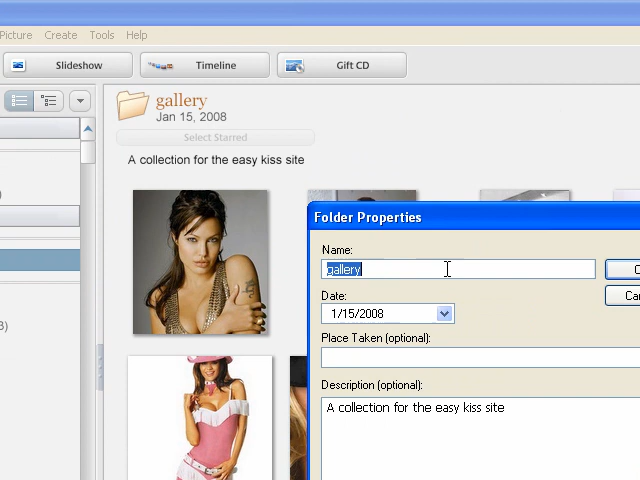 Picture Create Tools Help
Slideshow Timeline Gift CD
gallery
Jan 15, 2008
Select Starred
A collection for the easy kiss site
Folder Properties
Name:
gallery
Date:
1/15/2008
Place Taken (optional):
Description (optional):
A collection for the easy kiss site